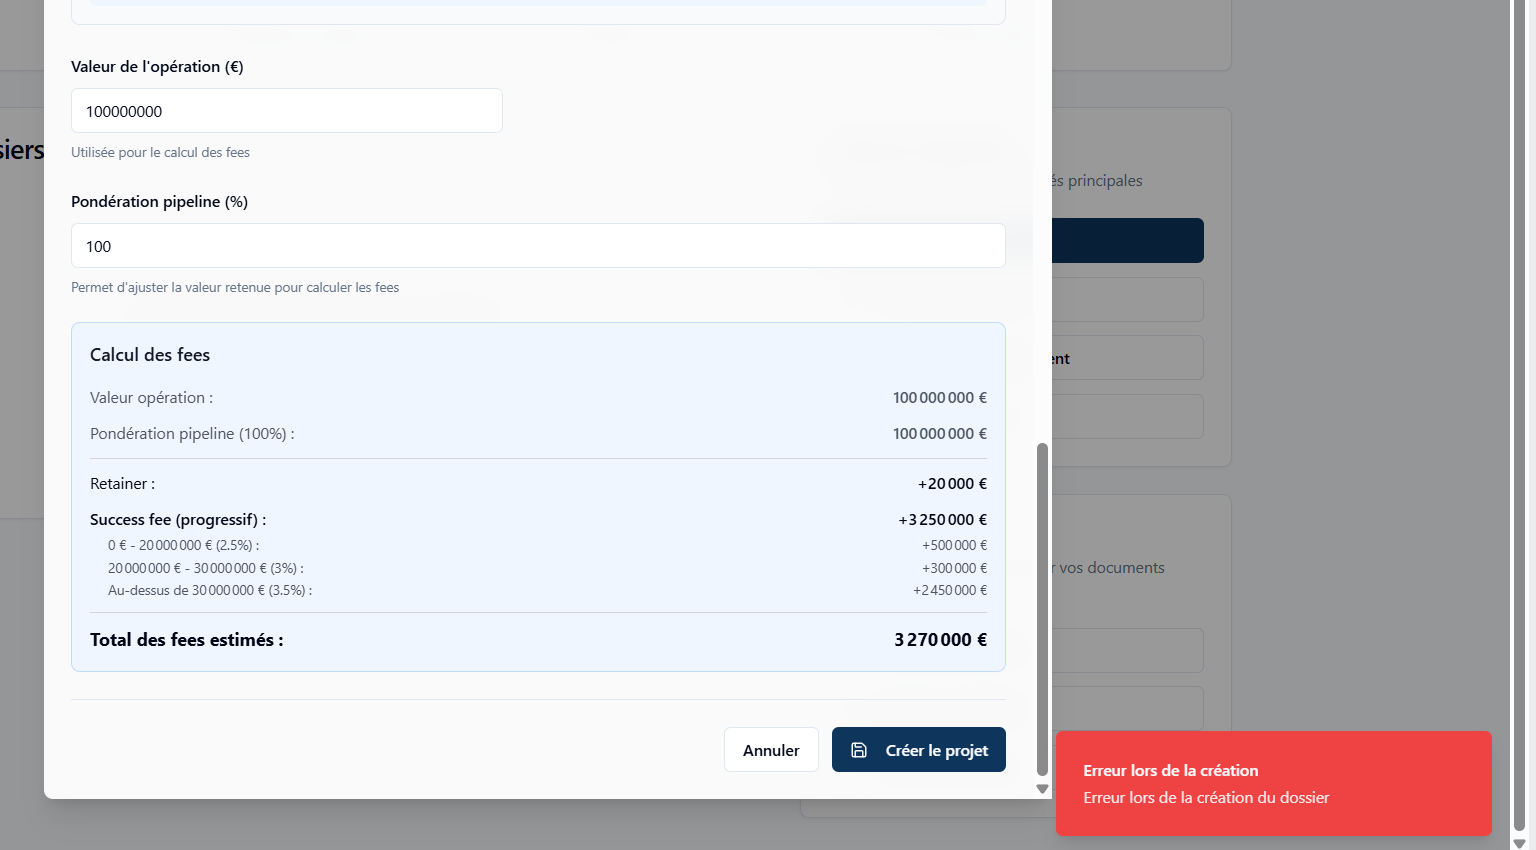 Valeur de l'opération (€)
100000000
Utilisée pour le calcul des fees
Pondération pipeline (%)
100
Permet d'ajuster la valeur retenue pour calculer les fees
Calcul des fees
Valeur opération : 100 000 000 €
Pondération pipeline (100%) : 100 000 000 €
Retainer : +20 000 €
Success fee (progressif) : +3 250 000 €
0 € - 20 000 000 € (2.5%) : +500 000 €
20 000 000 € - 30 000 000 € (3%) : +300 000 €
Au-dessus de 30 000 000 € (3.5%) : +2 450 000 €
Total des fees estimés : 3 270 000 €
Annuler
Créer le projet
siers
és principales
ent
r vos documents
Erreur lors de la création
Erreur lors de la création du dossier